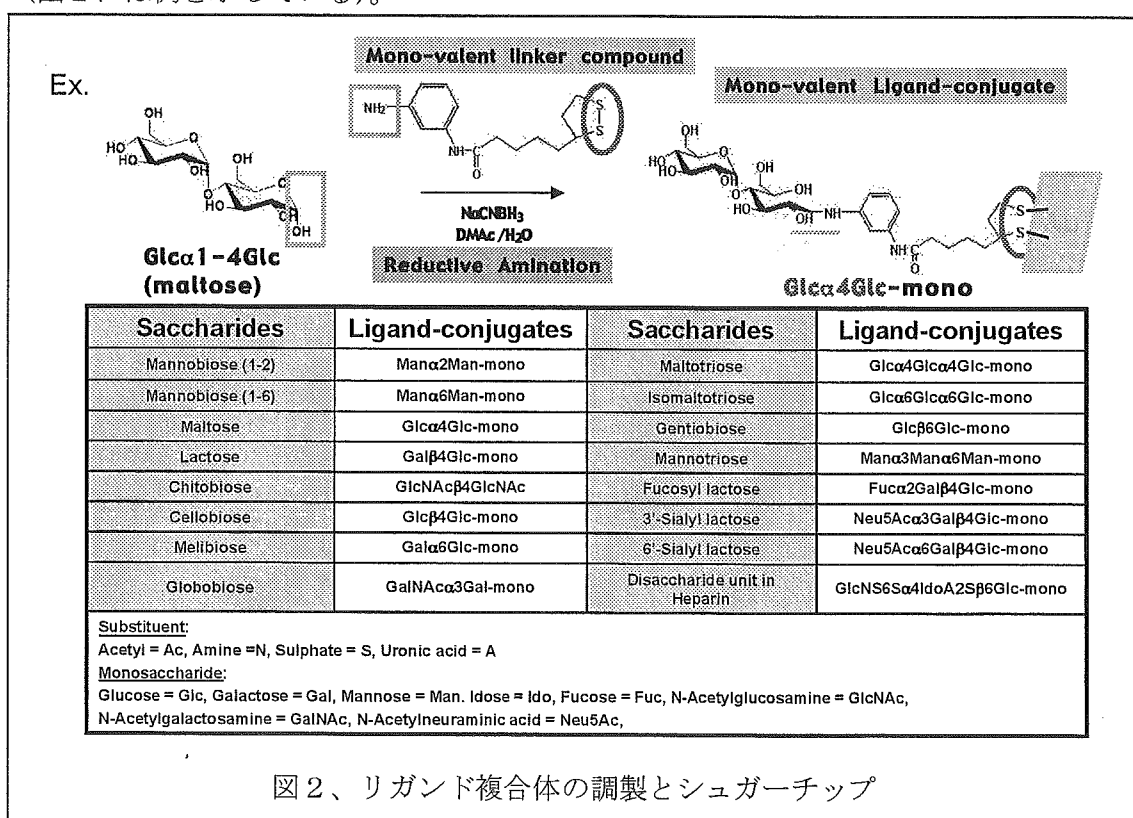 Ex.
Mono-valent linker compound
Mono-valent Ligand-conjugate
NaCNBH₃
DMAc/H₂O
Reductive Amination
Glcα1-4Glc
(maltose)
Glcα4Glc-mono
Saccharides Ligand-conjugates Saccharides Ligand-conjugates
Mannobiose (1-2) Manα2Man-mono Maltotriose Glcα4Glcα4Glc-mono
Mannobiose (1-6) Manα6Man-mono Isomaltotriose Glcα6Glcα6Glc-mono
Maltose Glcα4Glc-mono Gentiobiose Glcβ6Glc-mono
Lactose Galβ4Glc-mono Mannotriose Manα3Manα6Man-mono
Chitobiose GlcNAcβ4GlcNAc Fucosyl lactose Fucα2Galβ4Glc-mono
Cellobiose Glcβ4Glc-mono 3'-Sialyl lactose Neu5Acα3Galβ4Glc-mono
Melibiose Galα6Glc-mono 6'-Sialyl lactose Neu5Acα6Galβ4Glc-mono
Globobiose GalNAcα3Gal-mono Disaccharide unit in Heparin GlcNS6Sα4IdoA2Sβ6Glc-mono
Substituent:
Acetyl = Ac, Amine =N, Sulphate = S, Uronic acid = A
Monosaccharide:
Glucose = Glc, Galactose = Gal, Mannose = Man. Idose = Ido, Fucose = Fuc, N-Acetylglucosamine = GlcNAc,
N-Acetylgalactosamine = GalNAc, N-Acetylneuraminic acid = Neu5Ac,
図２、リガンド複合体の調製とシュガーチップ